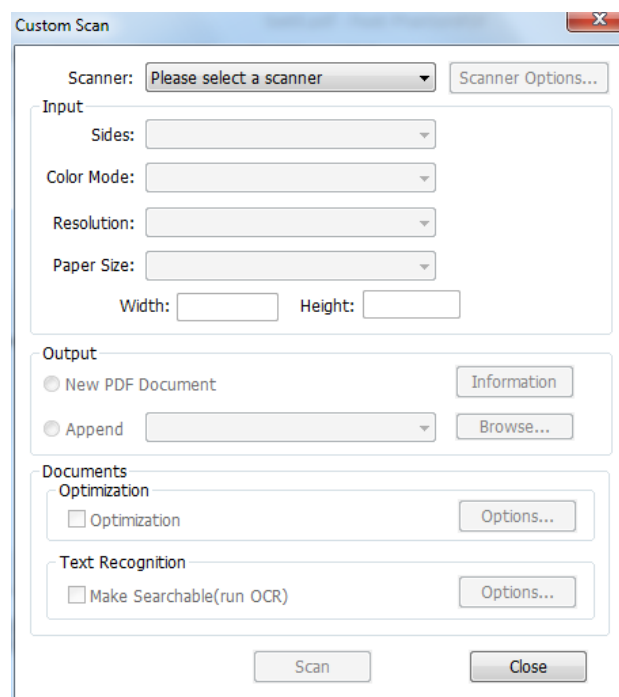 Custom Scan
Scanner: Please select a scanner Scanner Options...
Input
Sides:
Color Mode:
Resolution:
Paper Size:
Width: Height:
Output
New PDF Document Information
Append Browse...
Documents
Optimization
Optimization Options...
Text Recognition
Make Searchable(run OCR) Options...
Scan Close